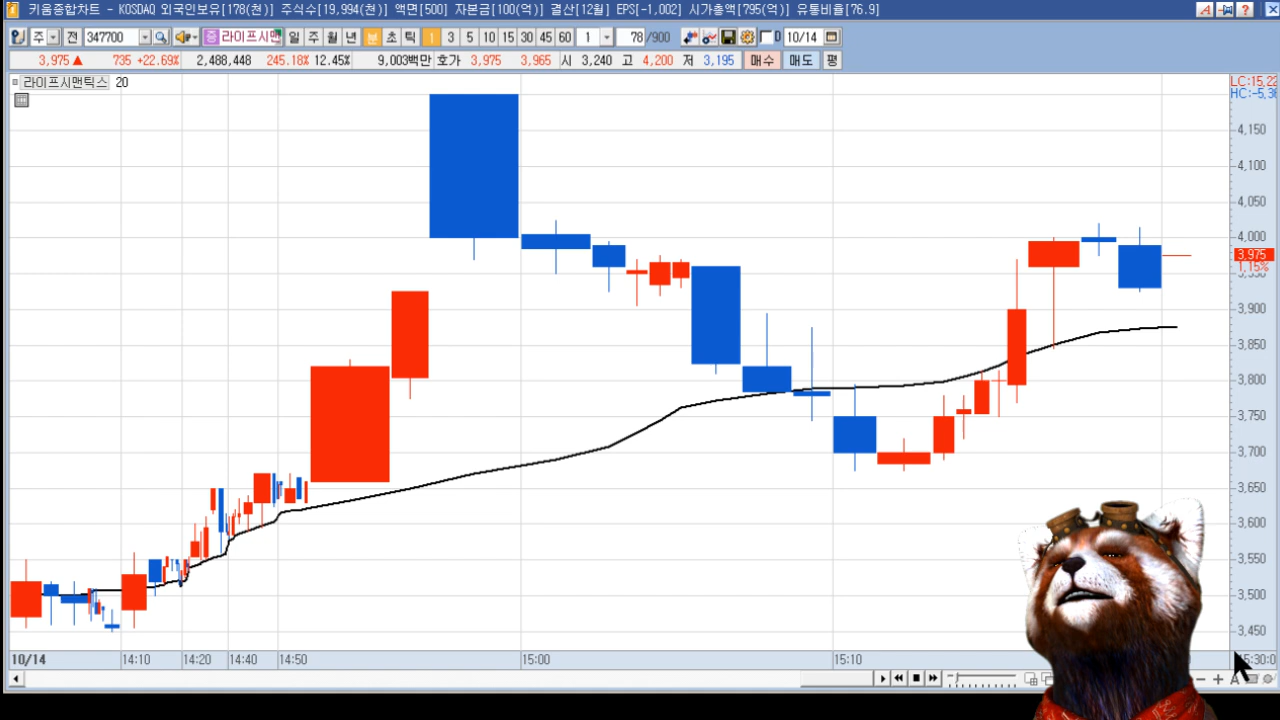 키움종합차트 - KOSDAQ 외국인보유[178(천)] 주식수[19,994(천)] 액면[500] 자본금[100(억)] 결산[12월] EPS[-1,002] 시가총액[795(억)] 유통비율[76.9]
주 전 347700 증 라이프시맨 일 주 월 년 분 초 틱 1 3 5 10 15 30 45 60 1 78 /900 D 10/14
3,975 ▲ 735 +22.69% 2,488,448 245.18% 12.45% 9,003백만 호가 3,975 3,965 시 3,240 고 4,200 저 3,195 매수 매도 평
라이프시맨틱스 20
LC:15,22
HC:-5,36
4,150
4,100
4,050
4,000
3,975
1.15%
3,900
3,850
3,800
3,750
3,700
3,650
3,600
3,550
3,500
3,450
10/14 14:10 14:20 14:40 14:50 15:00 15:10 15:30:0
A